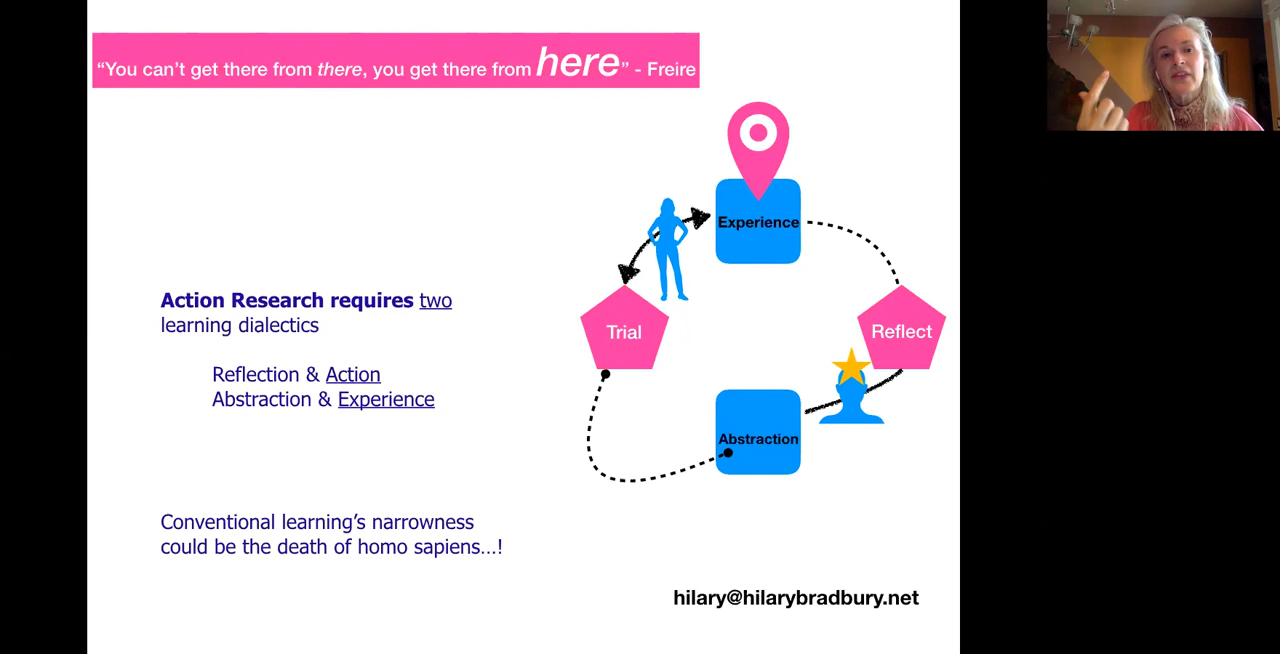 “You can’t get there from there, you get there from here” - Freire
Experience
Trial
Reflect
Action Research requires two
learning dialectics
Reflection & Action
Abstraction & Experience
Abstraction
Conventional learning’s narrowness
could be the death of homo sapiens…!
hilary@hilarybradbury.net